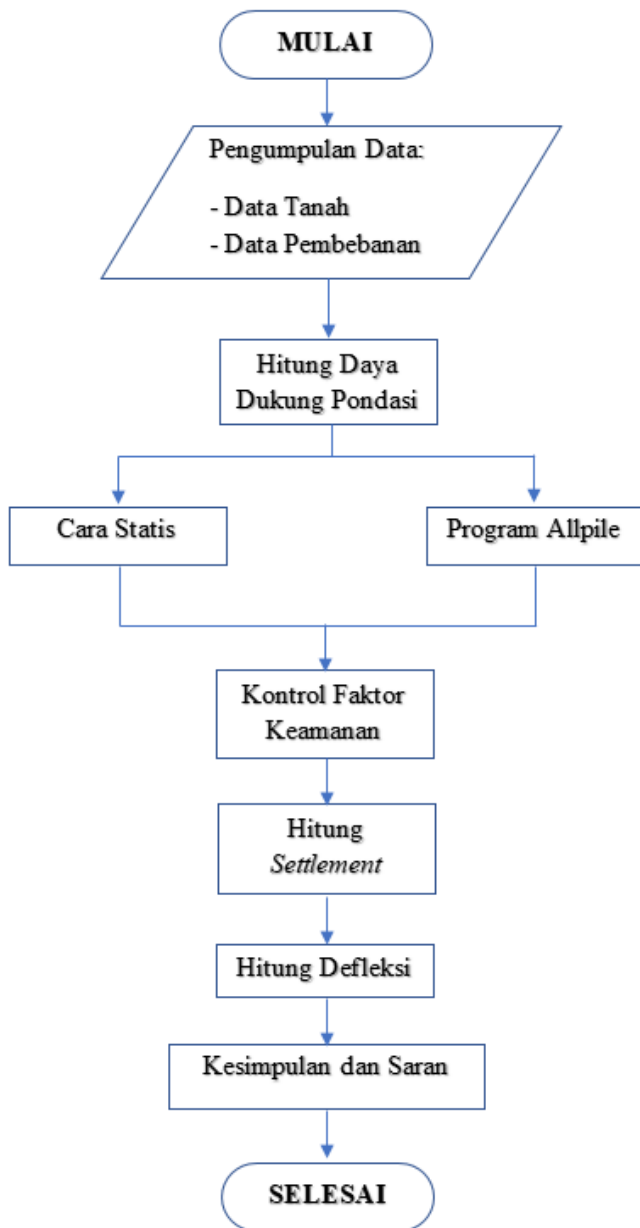 MULAI
Pengumpulan Data:
- Data Tanah
- Data Pembebanan
Hitung Daya
Dukung Pondasi
Cara Statis
Program Allpile
Kontrol Faktor
Keamanan
Hitung
Settlement
Hitung Defleksi
Kesimpulan dan Saran
SELESAI